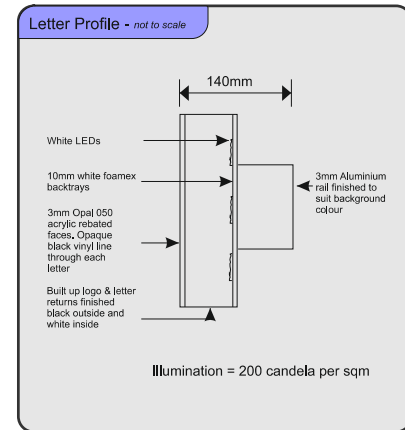 Letter Profile - not to scale
140mm
White LEDs
10mm white foamex
backtrays
3mm Opal 050
acrylic rebated
faces. Opaque
black vinyl line
through each
letter
Built up logo & letter
returns finished
black outside and
white inside
3mm Aluminium
rail finished to
suit background
colour
Illumination = 200 candela per sqm